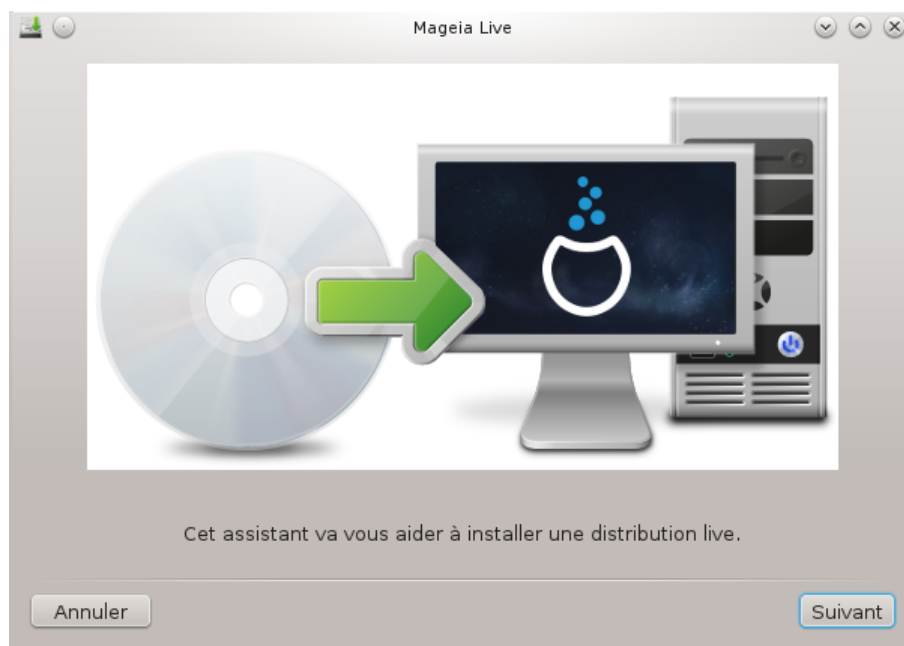 Mageia Live
Cet assistant va vous aider à installer une distribution live.
Annuler
Suivant